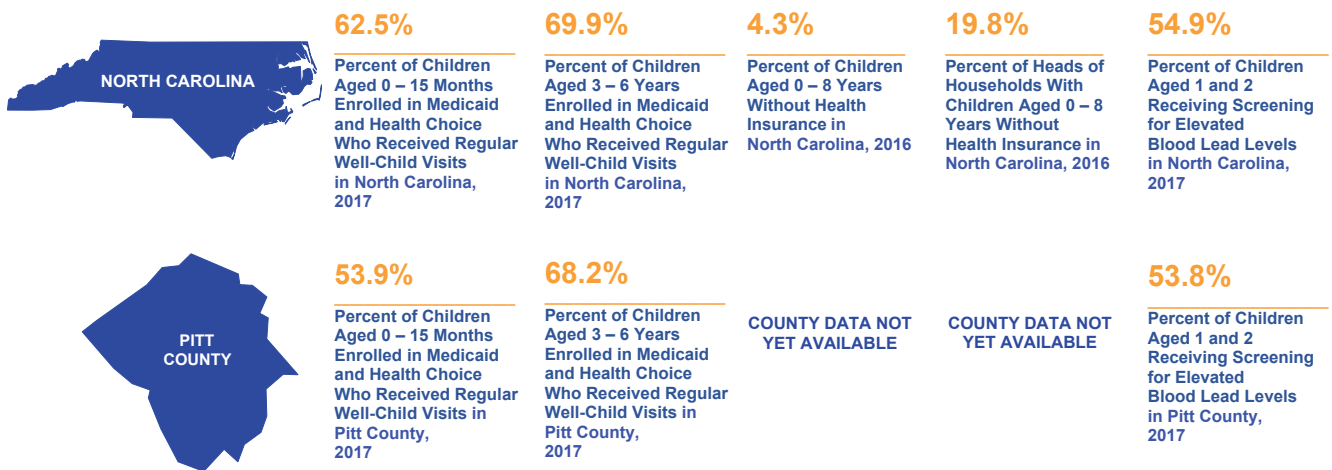 NORTH CAROLINA
62.5%
Percent of Children
Aged 0 – 15 Months
Enrolled in Medicaid
and Health Choice
Who Received Regular
Well-Child Visits
in North Carolina,
2017
69.9%
Percent of Children
Aged 3 – 6 Years
Enrolled in Medicaid
and Health Choice
Who Received Regular
Well-Child Visits
in North Carolina,
2017
4.3%
Percent of Children
Aged 0 – 8 Years
Without Health
Insurance in
North Carolina, 2016
19.8%
Percent of Heads of
Households With
Children Aged 0 – 8
Years Without
Health Insurance in
North Carolina, 2016
54.9%
Percent of Children
Aged 1 and 2
Receiving Screening
for Elevated
Blood Lead Levels
in North Carolina,
2017
PITT
COUNTY
53.9%
Percent of Children
Aged 0 – 15 Months
Enrolled in Medicaid
and Health Choice
Who Received Regular
Well-Child Visits in
Pitt County,
2017
68.2%
Percent of Children
Aged 3 – 6 Years
Enrolled in Medicaid
and Health Choice
Who Received Regular
Well-Child Visits in
Pitt County,
2017
COUNTY DATA NOT
YET AVAILABLE
COUNTY DATA NOT
YET AVAILABLE
53.8%
Percent of Children
Aged 1 and 2
Receiving Screening
for Elevated
Blood Lead Levels
in Pitt County,
2017